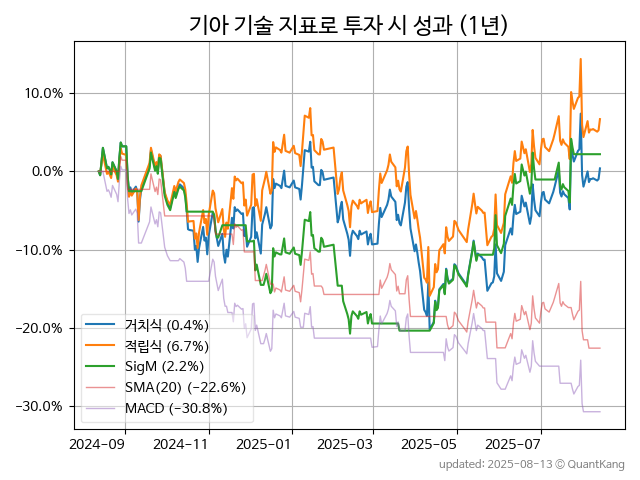 기아 기술 지표로 투자 시 성과 (1년)
10.0%
0.0%
−10.0%
−20.0%
−30.0%
거치식 (0.4%)
적립식 (6.7%)
SigM (2.2%)
SMA(20) (−22.6%)
MACD (−30.8%)
2024−09 2024−11 2025−01 2025−03 2025−05 2025−07
updated: 2025-08-13 ⓒ QuantKang